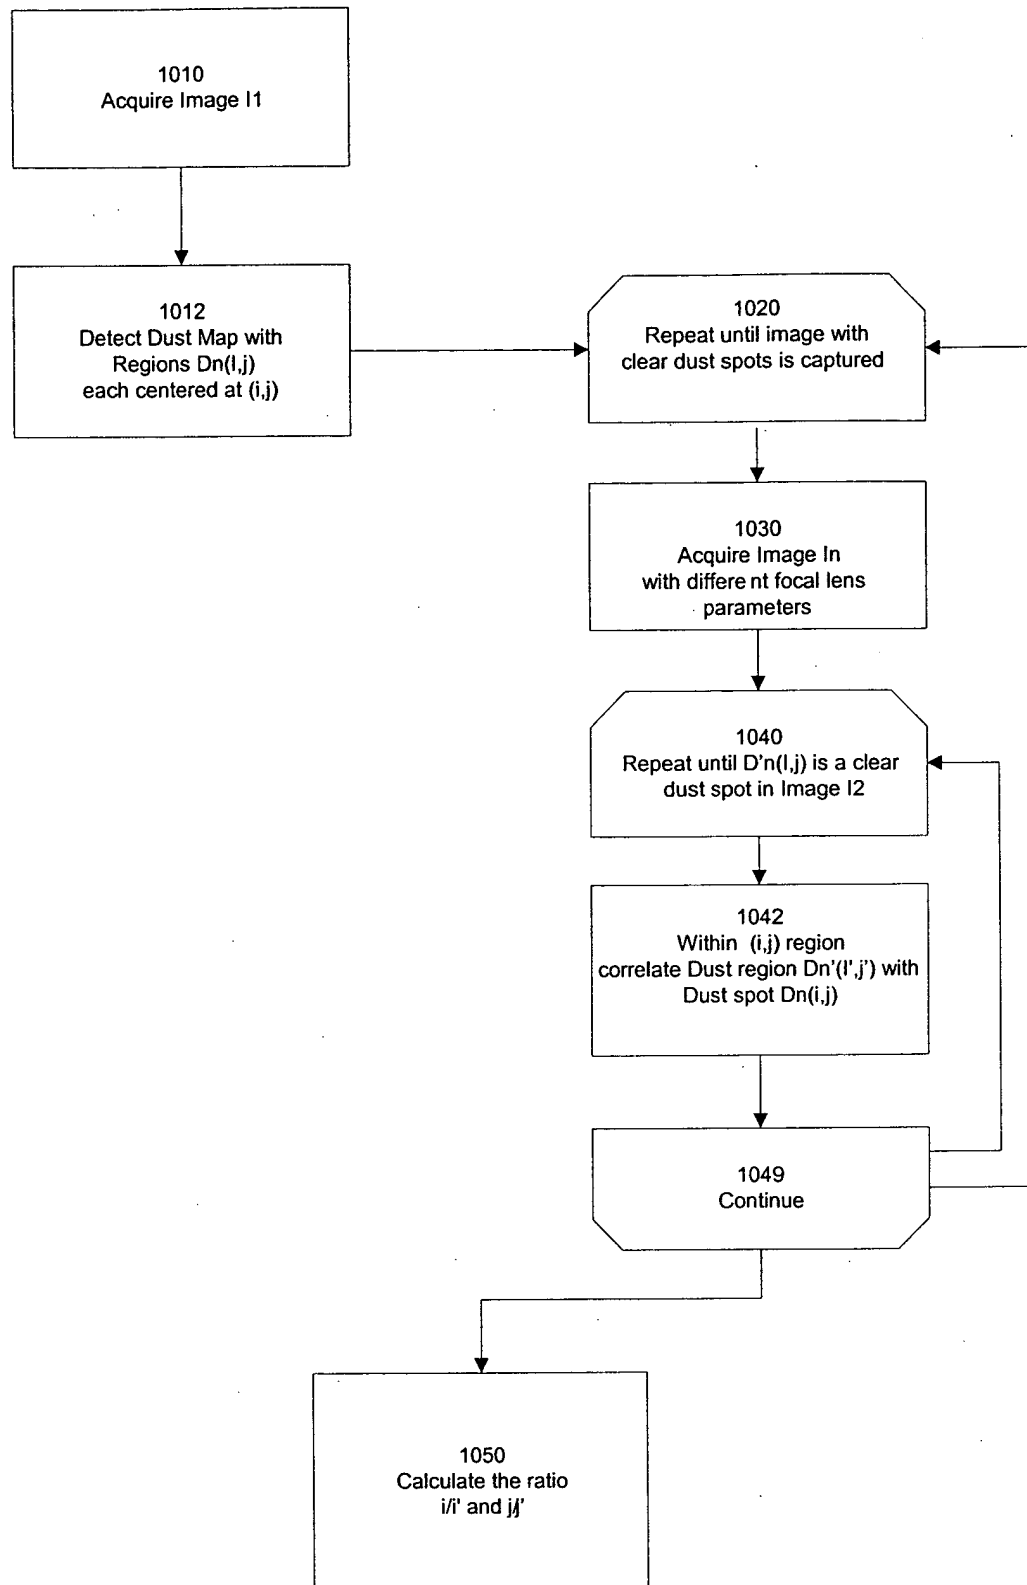 1010
Acquire Image I1
1012
Detect Dust Map with
Regions Dn(I,j)
each centered at (i,j)
1020
Repeat until image with
clear dust spots is captured
1030
Acquire Image In
with different focal lens
parameters
1040
Repeat until D'n(I,j) is a clear
dust spot in Image I2
1042
Within (i,j) region
correlate Dust region Dn'(I',j') with
Dust spot Dn(i,j)
1049
Continue
1050
Calculate the ratio
i/i' and j/j'